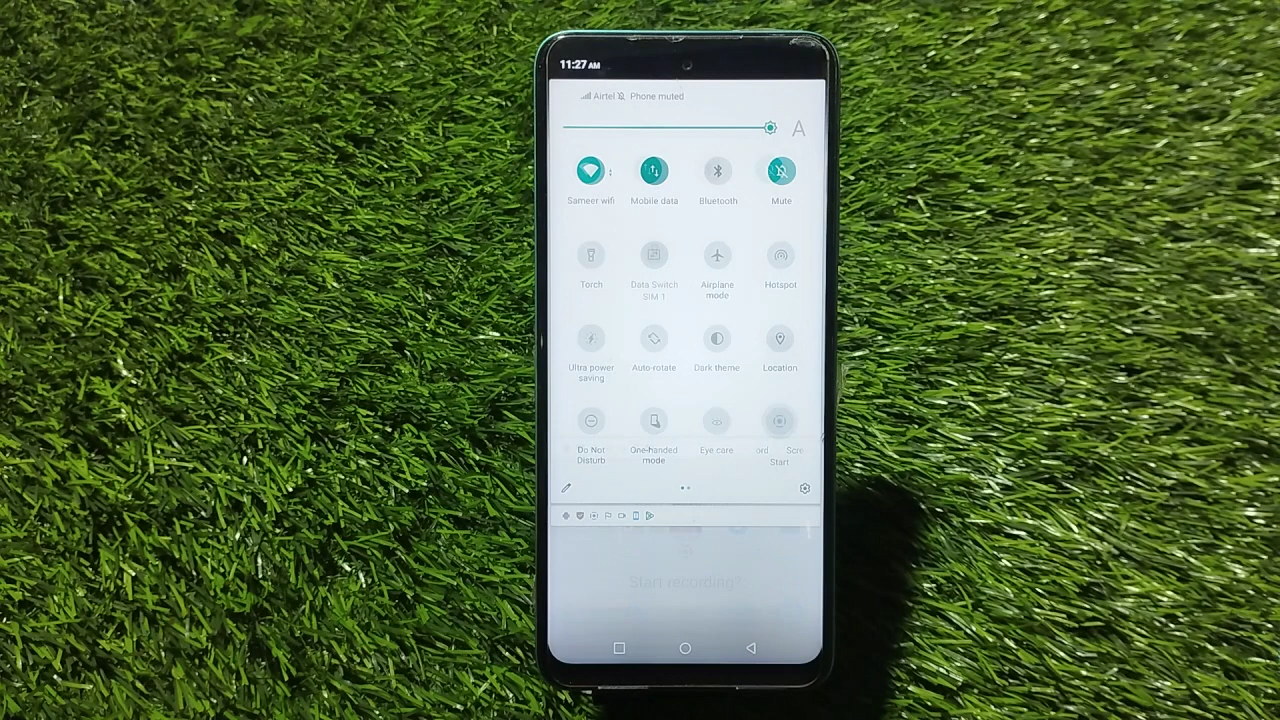 11:27 AM
Airtel Phone muted
A
Sameer wifi Mobile data Bluetooth Mute
Torch Data Switch SIM 1 Airplane mode Hotspot
Ultra power saving Auto-rotate Dark theme Location
Do Not Disturb One-handed mode Eye care ord Scre Start
Start recording?